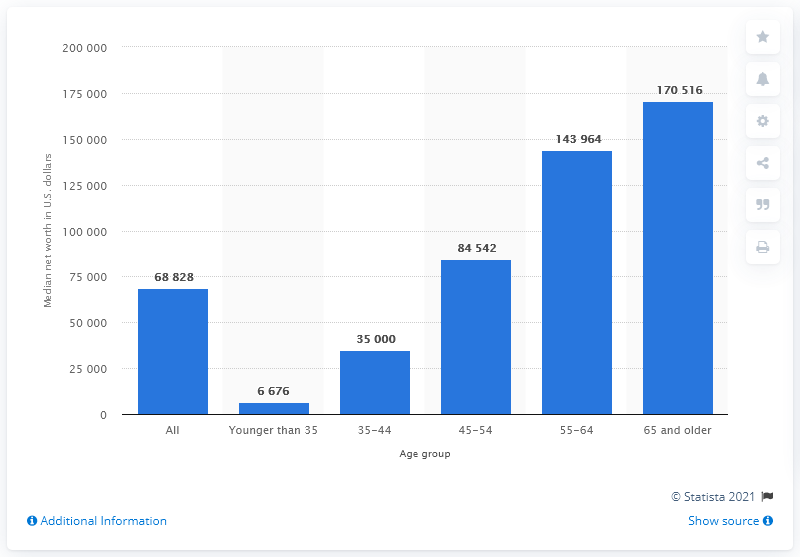 200 000
175 000
150 000
125 000
100 000
75 000
50 000
25 000
0
Median net worth in U.S. dollars
68 828
6 676
35 000
84 542
143 964
170 516
All
Younger than 35
35–44
45–54
55–64
65 and older
Age group
© Statista 2021
Additional Information
Show source